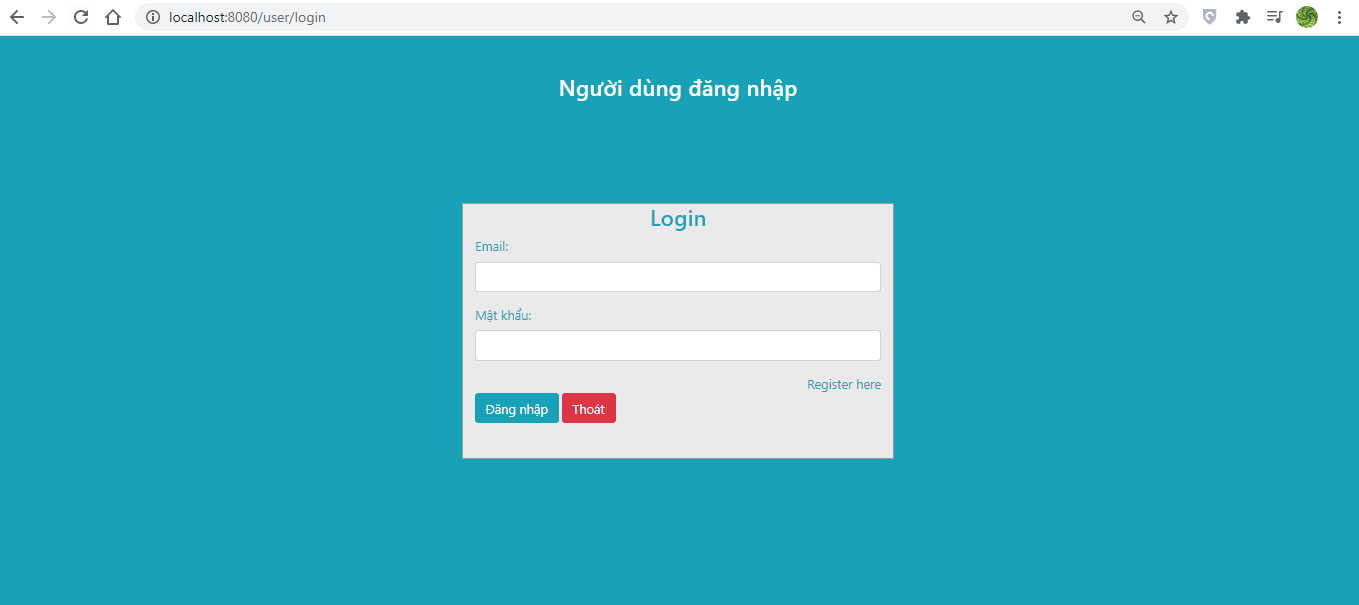 localhost:8080/user/login
Người dùng đăng nhập
Login
Email:
Mật khẩu:
Register here
Đăng nhập Thoát